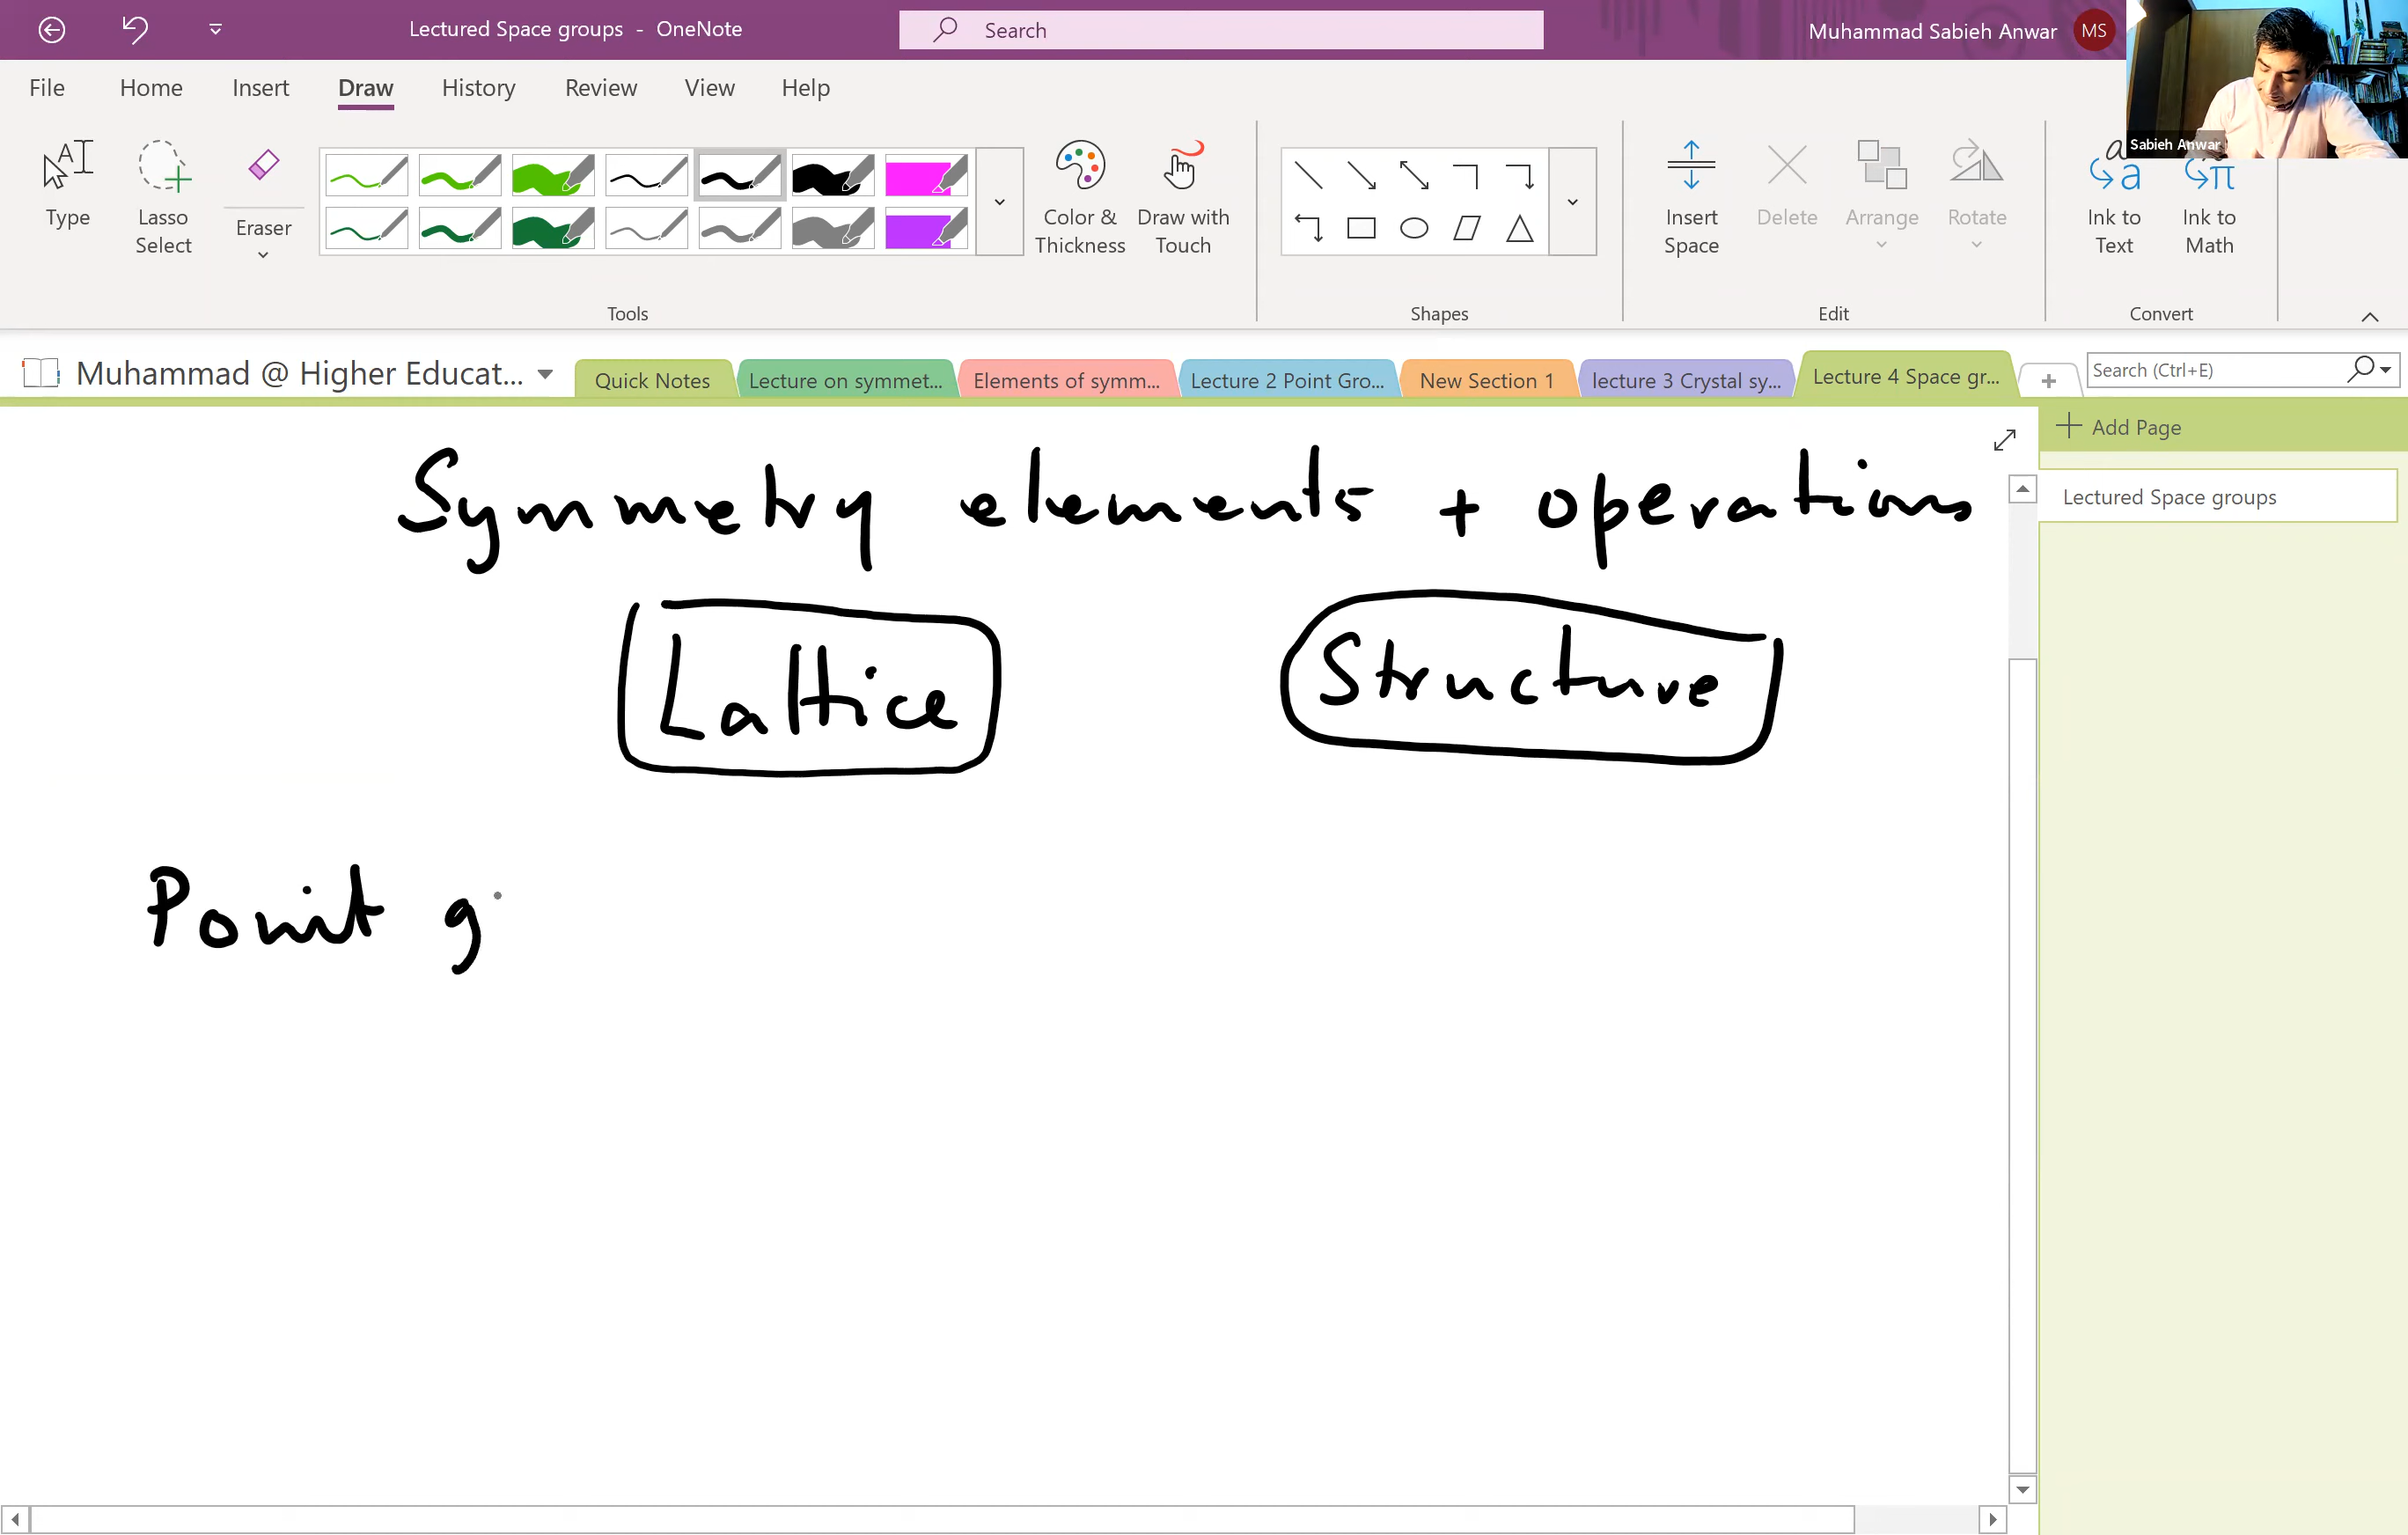 Lectured Space groups - OneNote
Search
Muhammad Sabieh Anwar
MS
Sabieh Anwar
File Home Insert Draw History Review View Help
Type
Lasso Select
Eraser
Color & Thickness
Draw with Touch
Insert Space
Delete
Arrange
Rotate
Ink to Text
Ink to Math
Tools Shapes Edit Convert
Muhammad @ Higher Educat...
Quick Notes
Lecture on symmet...
Elements of symm...
Lecture 2 Point Gro...
New Section 1
lecture 3 Crystal sy...
Lecture 4 Space gr...
Search (Ctrl+E)
Add Page
Lectured Space groups
Symmetry elements + operations
Lattice Structure
Point g